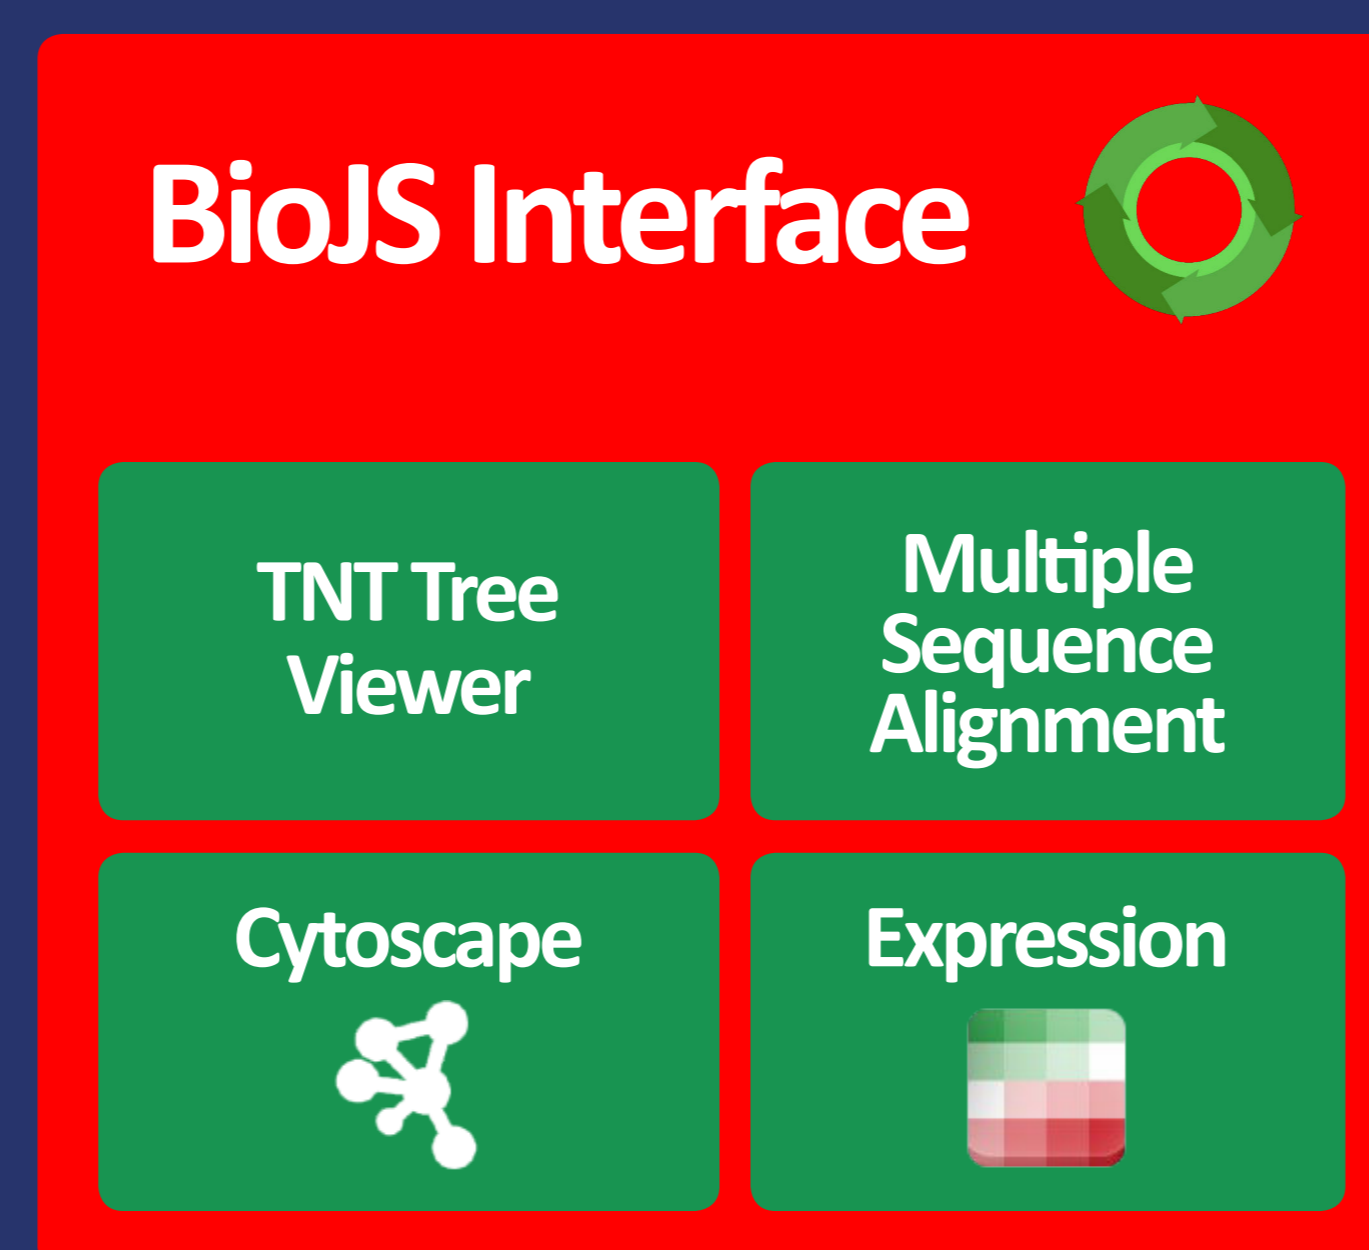 BioJS Interface
TNT Tree
Viewer
Multiple
Sequence
Alignment
Cytoscape
Expression